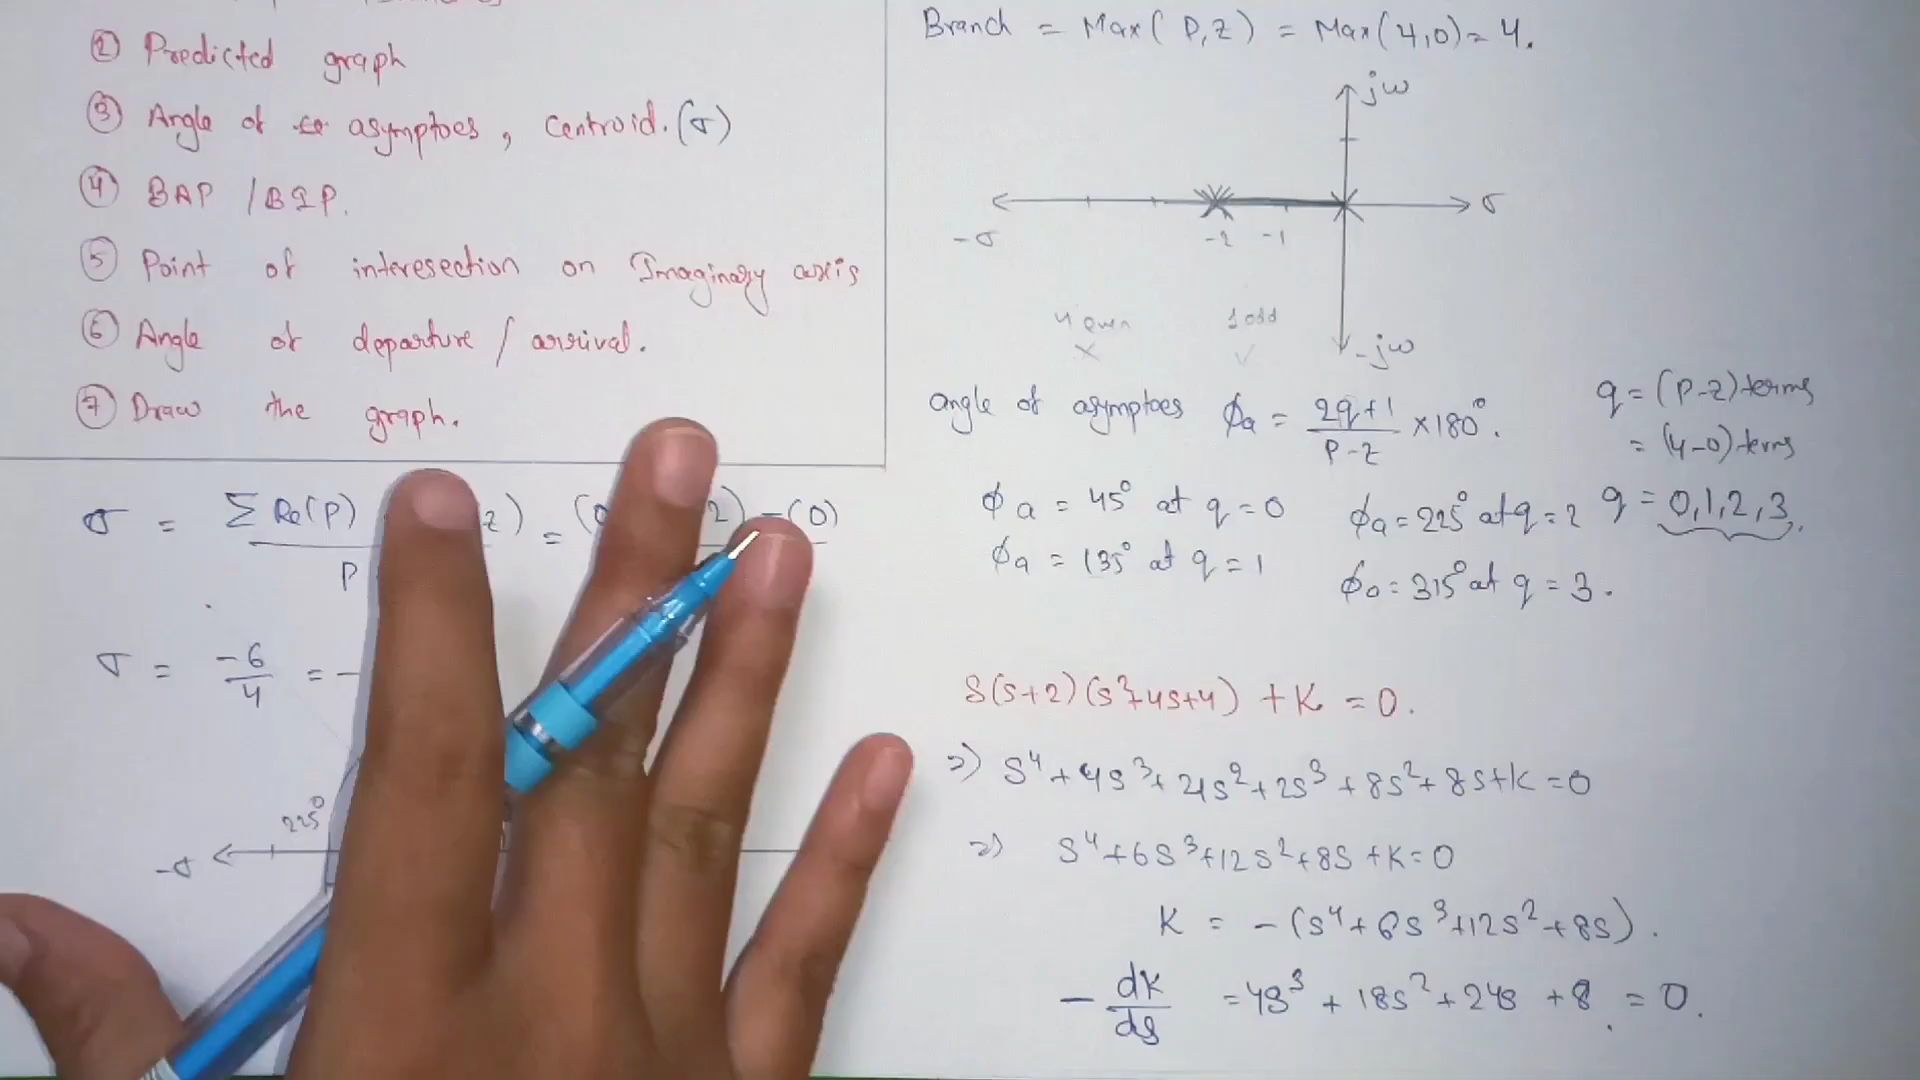 ② Predicted graph
③ Angle of asymptoes, Centroid. (σ)
④ BAP / BIP.
⑤ Point of interesection on Imaginary axis
⑥ Angle of departure / arrival.
⑦ Draw the graph.
σ = ΣRe(P) z) = (0 2) - (0)
P
σ = -6/4 = -
225°
-σ
Branch = Max( P,Z ) = Max(4,0) = 4.
jω
σ
-σ
-2 -1
4 even 1 odd
× ✓
-jω
angle of asymptoes ϕa = (2q+1)/(P-Z) ×180°.
q = (P-Z) terms
= (4-0) terms
q = 0,1,2,3.
ϕa = 45° at q = 0
ϕa = 225° at q = 2
ϕa = 135° at q = 1
ϕa = 315° at q = 3.
S(S+2)(S²+4S+4) + K = 0.
=) S⁴ + 4S³ + 4S² + 2S³ + 8S² + 8S + K = 0
=) S⁴ + 6S³ + 12S² + 8S + K = 0
K = -(S⁴ + 6S³ + 12S² + 8S).
- dK/dS = 4S³ + 18S² + 24S + 8 = 0.